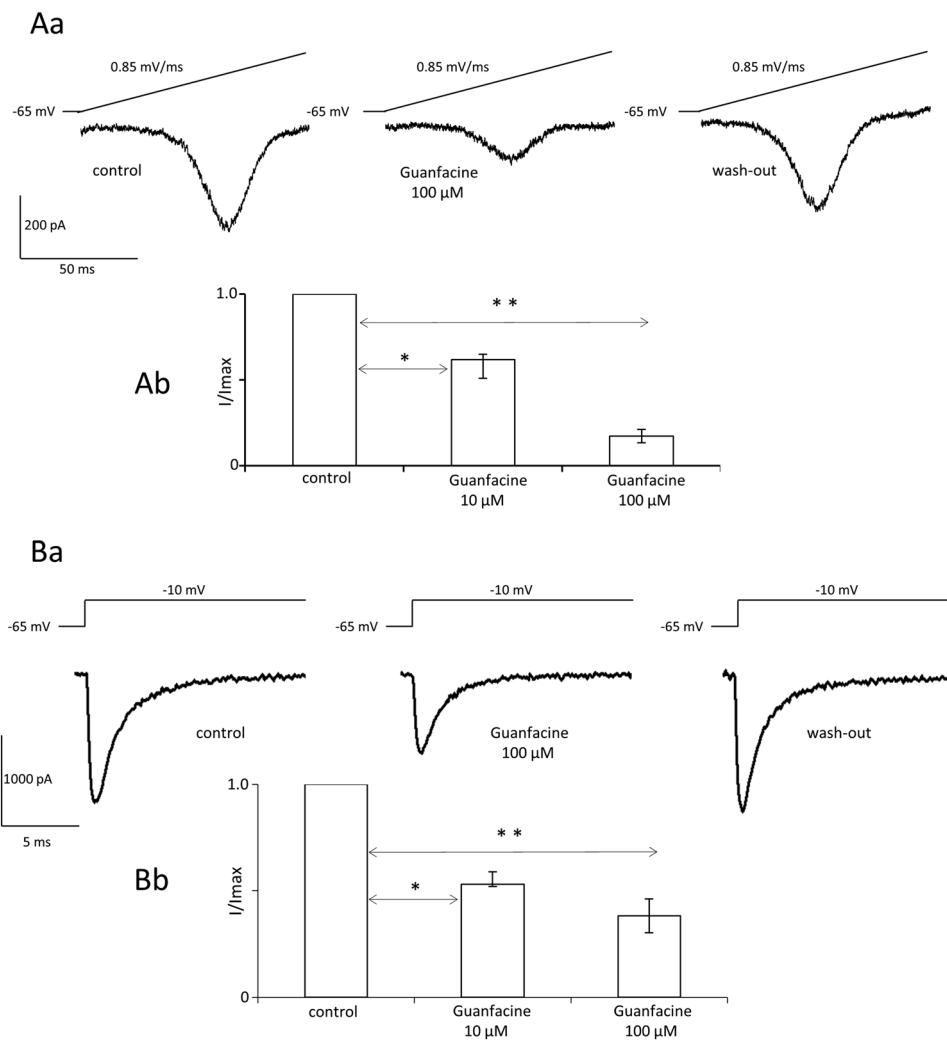 Aa
0.85 mV/ms 0.85 mV/ms 0.85 mV/ms
-65 mV -65 mV -65 mV
control Guanfacine wash-out
100 µM
200 pA
50 ms
1.0
* *
*
Ab
I/Imax
0
control Guanfacine Guanfacine
10 µM 100 µM
Ba
-10 mV -10 mV -10 mV
-65 mV -65 mV -65 mV
control Guanfacine wash-out
100 µM
1000 pA
5 ms
1.0
* *
*
Bb
I/Imax
0
control Guanfacine Guanfacine
10 µM 100 µM